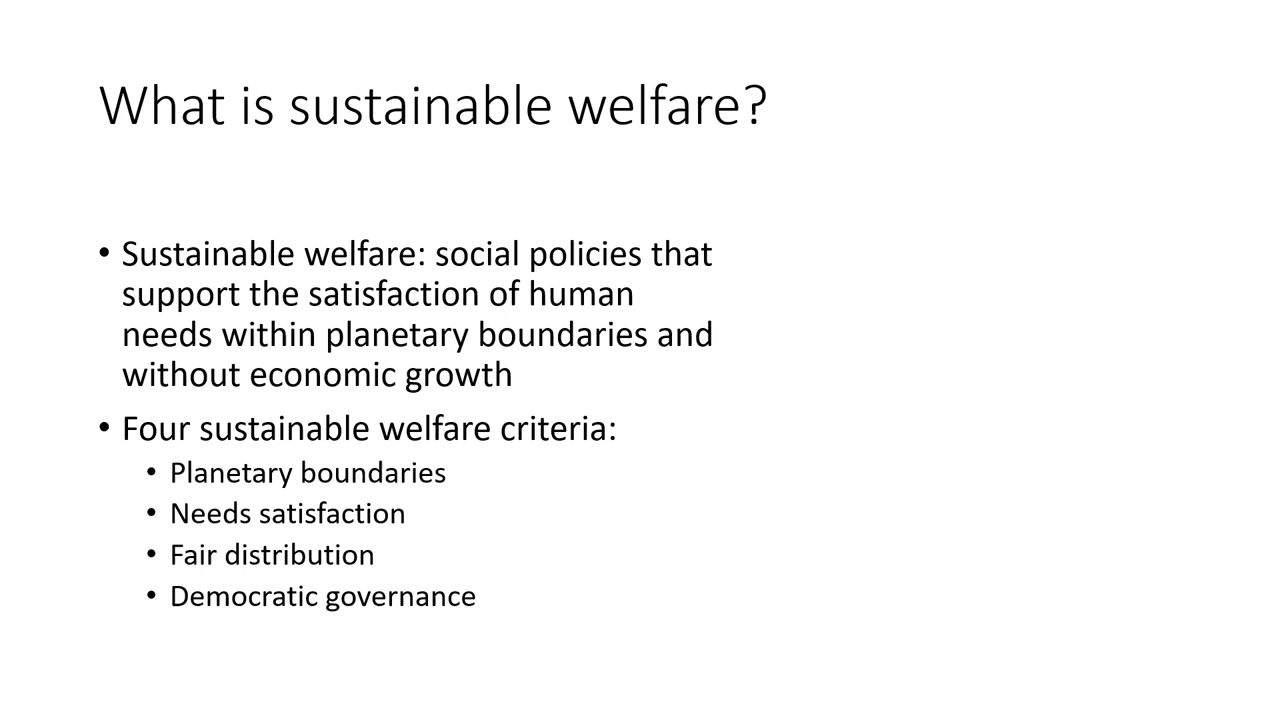 What is sustainable welfare?
• Sustainable welfare: social policies that
support the satisfaction of human
needs within planetary boundaries and
without economic growth
• Four sustainable welfare criteria:
• Planetary boundaries
• Needs satisfaction
• Fair distribution
• Democratic governance